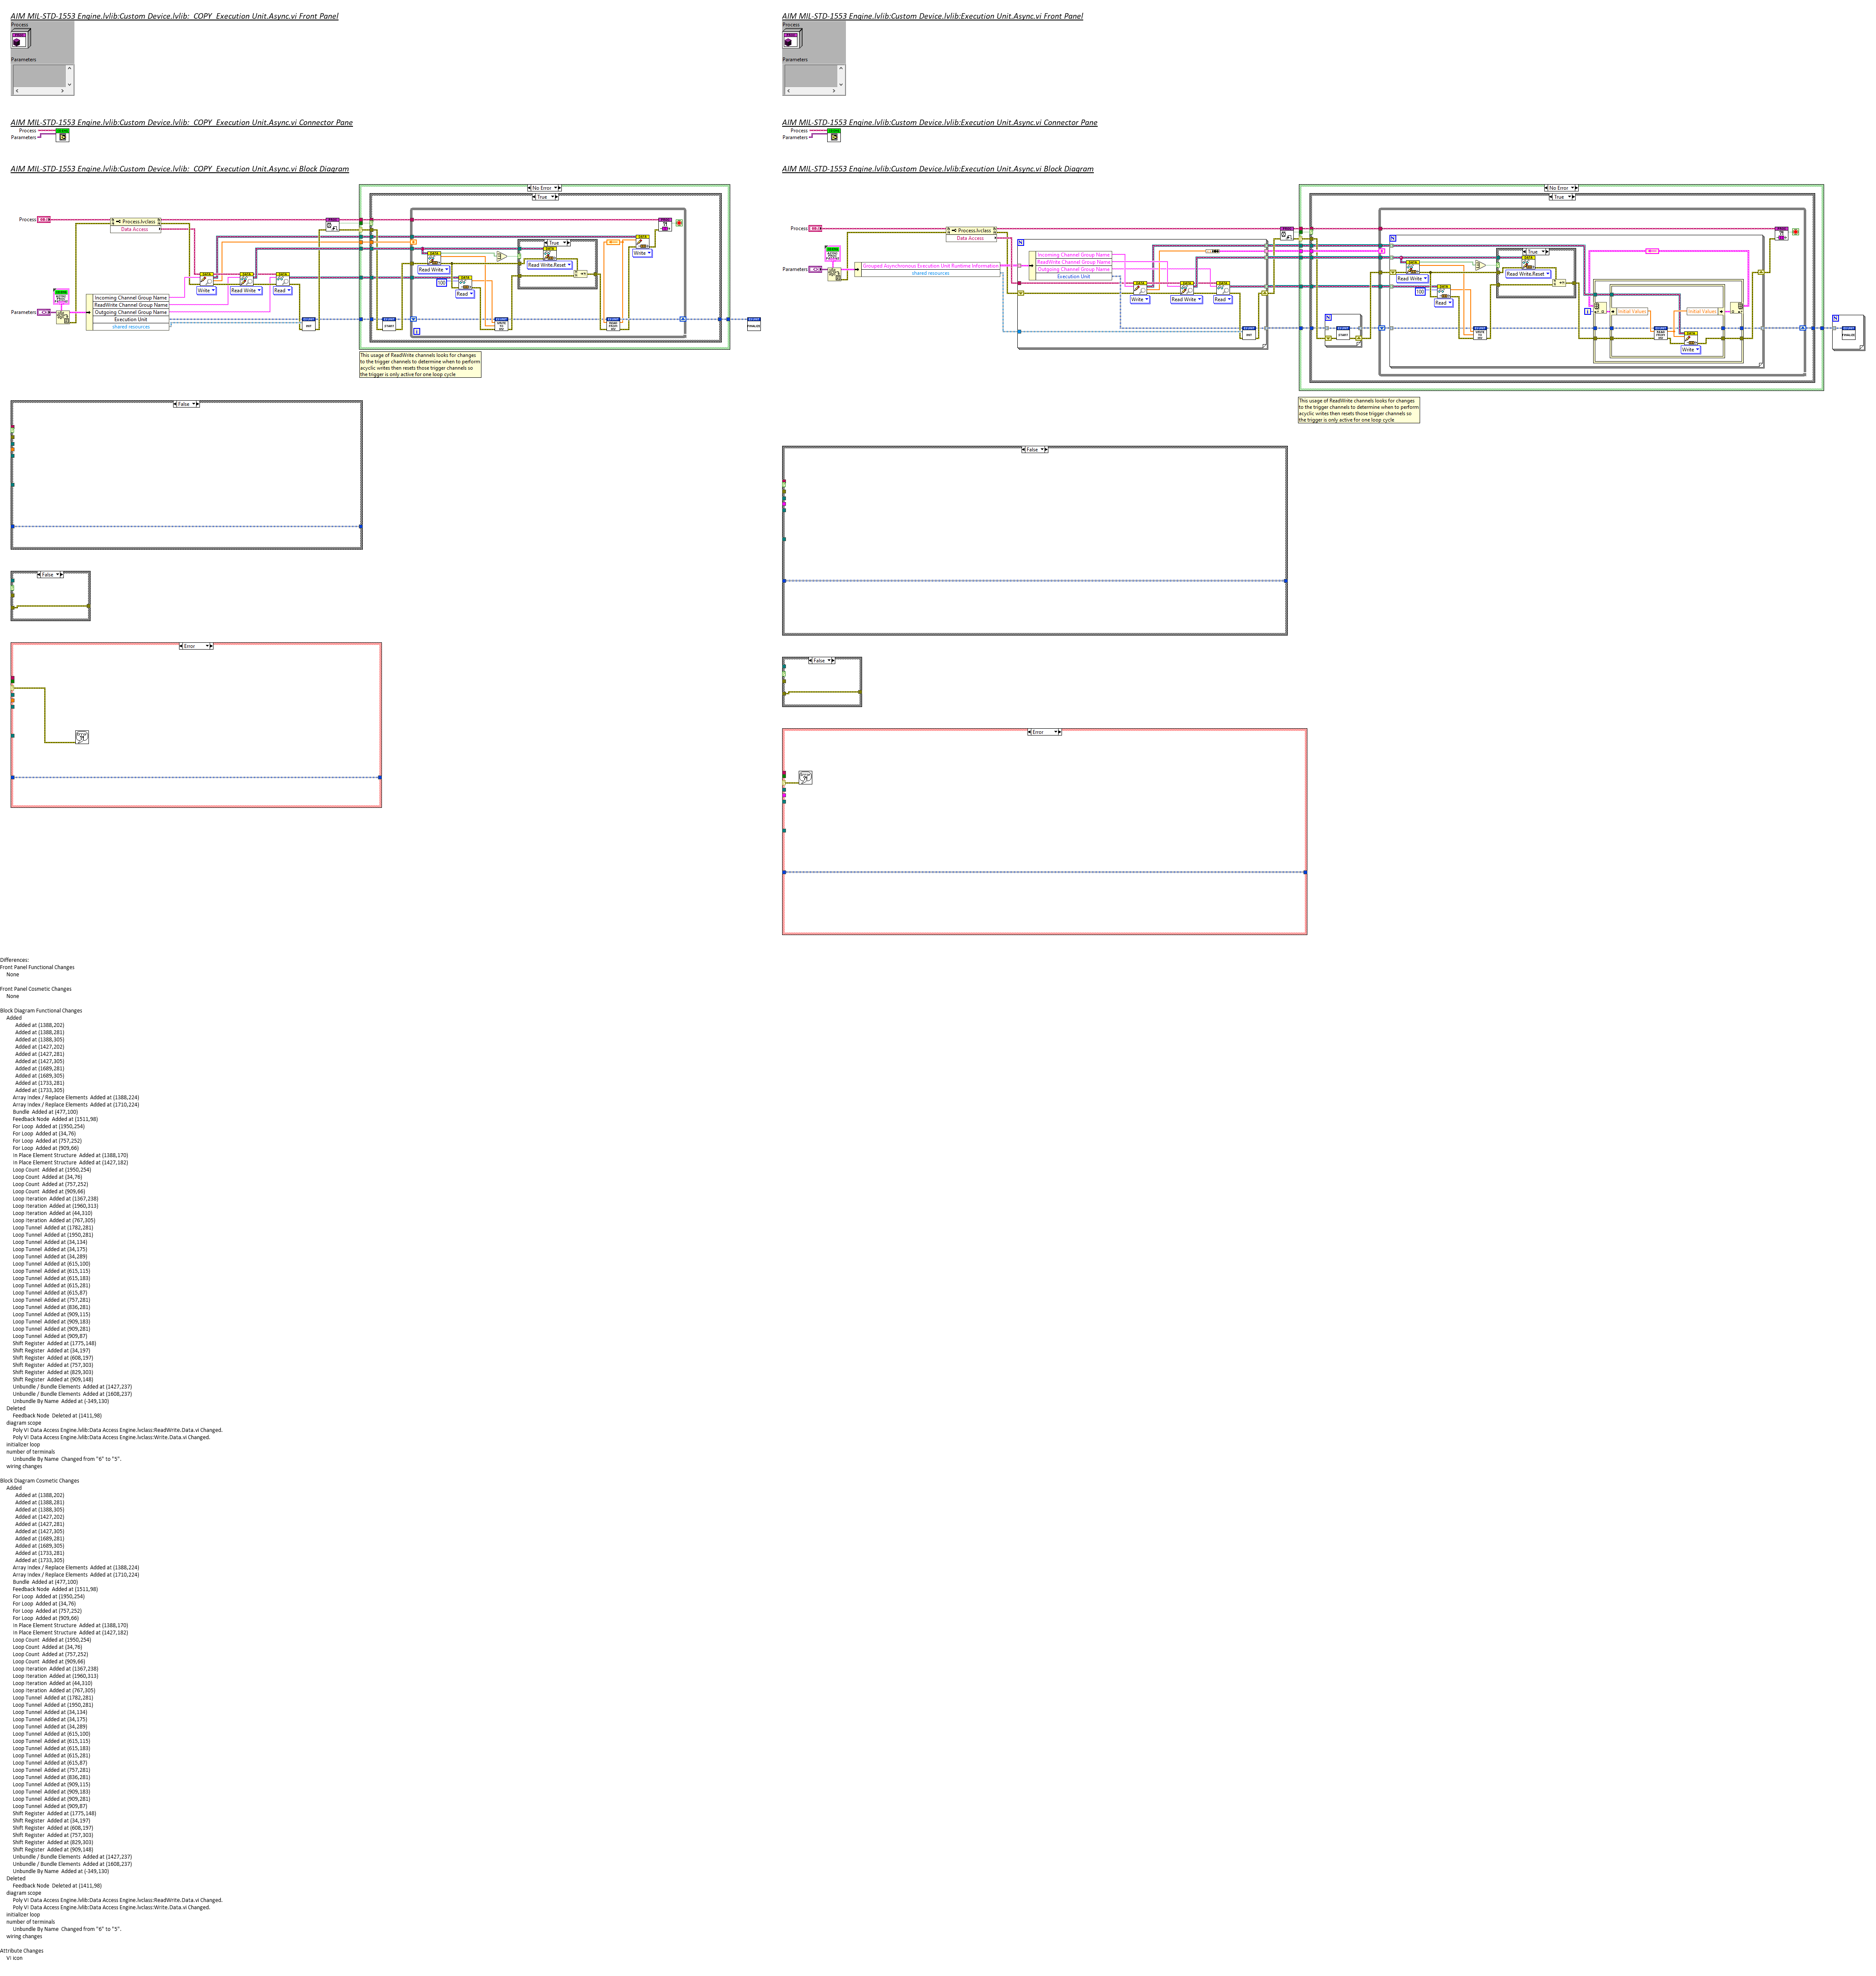 AIM MIL-STD-1553 Engine.lvlib:Custom Device.lvlib:_COPY_Execution Unit.Async.vi Front Panel
Process
Parameters
AIM MIL-STD-1553 Engine.lvlib:Custom Device.lvlib:_COPY_Execution Unit.Async.vi Connector Pane
Process
Parameters
AIM MIL-STD-1553 Engine.lvlib:Custom Device.lvlib:_COPY_Execution Unit.Async.vi Block Diagram
No Error
True
Process
Process.lvclass
Data Access
True
Read Write
Read Write.Reset
Write
100
Read
Write
Read Write
Read
Incoming Channel Group Name
ReadWrite Channel Group Name
Outgoing Channel Group Name
Execution Unit
shared resources
Parameters
This usage of ReadWrite channels looks for changes
to the trigger channels to determine when to perform
acyclic writes then resets those trigger channels so
the trigger is only active for one loop cycle
False
False
Error
AIM MIL-STD-1553 Engine.lvlib:Custom Device.lvlib:Execution Unit.Async.vi Front Panel
Process
Parameters
AIM MIL-STD-1553 Engine.lvlib:Custom Device.lvlib:Execution Unit.Async.vi Connector Pane
Process
Parameters
AIM MIL-STD-1553 Engine.lvlib:Custom Device.lvlib:Execution Unit.Async.vi Block Diagram
No Error
True
Process
Process.lvclass
Data Access
Incoming Channel Group Name
ReadWrite Channel Group Name
Outgoing Channel Group Name
Execution Unit
Parameters
Grouped Asynchronous Execution Unit Runtime Information
shared resources
Write
Read Write
Read
True
Read Write
Read Write.Reset
100
Read
Initial Values
Initial Values
Write
This usage of ReadWrite channels looks for changes
to the trigger channels to determine when to perform
acyclic writes then resets those trigger channels so
the trigger is only active for one loop cycle
False
False
Error
Differences:
Front Panel Functional Changes
None
Front Panel Cosmetic Changes
None
Block Diagram Functional Changes
Added
Added at (1388,202)
Added at (1388,281)
Added at (1388,305)
Added at (1427,202)
Added at (1427,281)
Added at (1427,305)
Added at (1689,281)
Added at (1689,305)
Added at (1733,281)
Added at (1733,305)
Array Index / Replace Elements Added at (1388,224)
Array Index / Replace Elements Added at (1710,224)
Bundle Added at (477,100)
Feedback Node Added at (1511,98)
For Loop Added at (1950,254)
For Loop Added at (34,76)
For Loop Added at (757,252)
For Loop Added at (909,66)
In Place Element Structure Added at (1388,170)
In Place Element Structure Added at (1427,182)
Loop Count Added at (1950,254)
Loop Count Added at (34,76)
Loop Count Added at (757,252)
Loop Count Added at (909,66)
Loop Iteration Added at (1367,238)
Loop Iteration Added at (1960,313)
Loop Iteration Added at (44,310)
Loop Iteration Added at (767,305)
Loop Tunnel Added at (1782,281)
Loop Tunnel Added at (1950,281)
Loop Tunnel Added at (34,134)
Loop Tunnel Added at (34,175)
Loop Tunnel Added at (34,289)
Loop Tunnel Added at (615,100)
Loop Tunnel Added at (615,115)
Loop Tunnel Added at (615,183)
Loop Tunnel Added at (615,281)
Loop Tunnel Added at (615,87)
Loop Tunnel Added at (757,281)
Loop Tunnel Added at (836,281)
Loop Tunnel Added at (909,115)
Loop Tunnel Added at (909,183)
Loop Tunnel Added at (909,281)
Loop Tunnel Added at (909,87)
Shift Register Added at (1775,148)
Shift Register Added at (34,197)
Shift Register Added at (608,197)
Shift Register Added at (757,303)
Shift Register Added at (829,303)
Shift Register Added at (909,148)
Unbundle / Bundle Elements Added at (1427,237)
Unbundle / Bundle Elements Added at (1608,237)
Unbundle By Name Added at (-349,130)
Deleted
Feedback Node Deleted at (1411,98)
diagram scope
Poly VI Data Access Engine.lvlib:Data Access Engine.lvclass:ReadWrite.Data.vi Changed.
Poly VI Data Access Engine.lvlib:Data Access Engine.lvclass:Write.Data.vi Changed.
initializer loop
number of terminals
Unbundle By Name Changed from "6" to "5".
wiring changes
Block Diagram Cosmetic Changes
Added
Added at (1388,202)
Added at (1388,281)
Added at (1388,305)
Added at (1427,202)
Added at (1427,281)
Added at (1427,305)
Added at (1689,281)
Added at (1689,305)
Added at (1733,281)
Added at (1733,305)
Array Index / Replace Elements Added at (1388,224)
Array Index / Replace Elements Added at (1710,224)
Bundle Added at (477,100)
Feedback Node Added at (1511,98)
For Loop Added at (1950,254)
For Loop Added at (34,76)
For Loop Added at (757,252)
For Loop Added at (909,66)
In Place Element Structure Added at (1388,170)
In Place Element Structure Added at (1427,182)
Loop Count Added at (1950,254)
Loop Count Added at (34,76)
Loop Count Added at (757,252)
Loop Count Added at (909,66)
Loop Iteration Added at (1367,238)
Loop Iteration Added at (1960,313)
Loop Iteration Added at (44,310)
Loop Iteration Added at (767,305)
Loop Tunnel Added at (1782,281)
Loop Tunnel Added at (1950,281)
Loop Tunnel Added at (34,134)
Loop Tunnel Added at (34,175)
Loop Tunnel Added at (34,289)
Loop Tunnel Added at (615,100)
Loop Tunnel Added at (615,115)
Loop Tunnel Added at (615,183)
Loop Tunnel Added at (615,281)
Loop Tunnel Added at (615,87)
Loop Tunnel Added at (757,281)
Loop Tunnel Added at (836,281)
Loop Tunnel Added at (909,115)
Loop Tunnel Added at (909,183)
Loop Tunnel Added at (909,281)
Loop Tunnel Added at (909,87)
Shift Register Added at (1775,148)
Shift Register Added at (34,197)
Shift Register Added at (608,197)
Shift Register Added at (757,303)
Shift Register Added at (829,303)
Shift Register Added at (909,148)
Unbundle / Bundle Elements Added at (1427,237)
Unbundle / Bundle Elements Added at (1608,237)
Unbundle By Name Added at (-349,130)
Deleted
Feedback Node Deleted at (1411,98)
diagram scope
Poly VI Data Access Engine.lvlib:Data Access Engine.lvclass:ReadWrite.Data.vi Changed.
Poly VI Data Access Engine.lvlib:Data Access Engine.lvclass:Write.Data.vi Changed.
initializer loop
number of terminals
Unbundle By Name Changed from "6" to "5".
wiring changes
Attribute Changes
VI icon